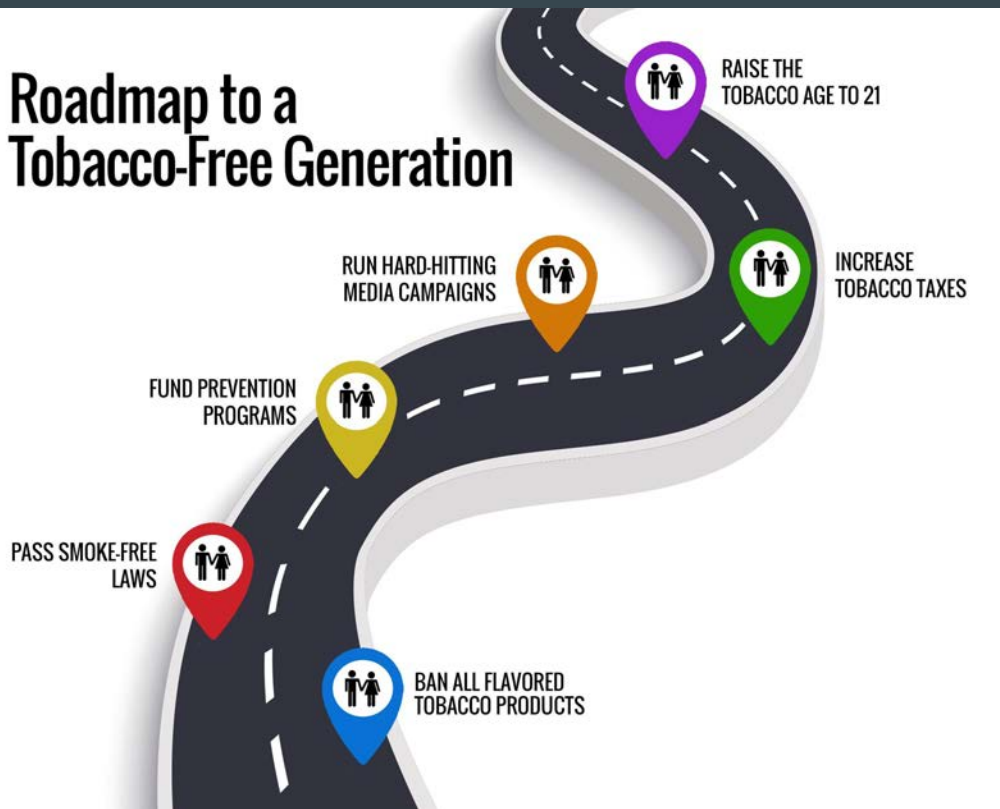 Roadmap to a
Tobacco-Free Generation
RAISE THE
TOBACCO AGE TO 21
INCREASE
TOBACCO TAXES
RUN HARD-HITTING
MEDIA CAMPAIGNS
FUND PREVENTION
PROGRAMS
PASS SMOKE-FREE
LAWS
BAN ALL FLAVORED
TOBACCO PRODUCTS